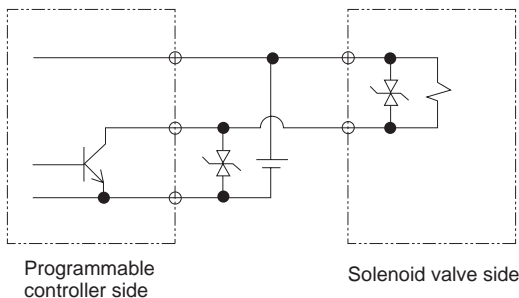 Programmable
controller side
Solenoid valve side